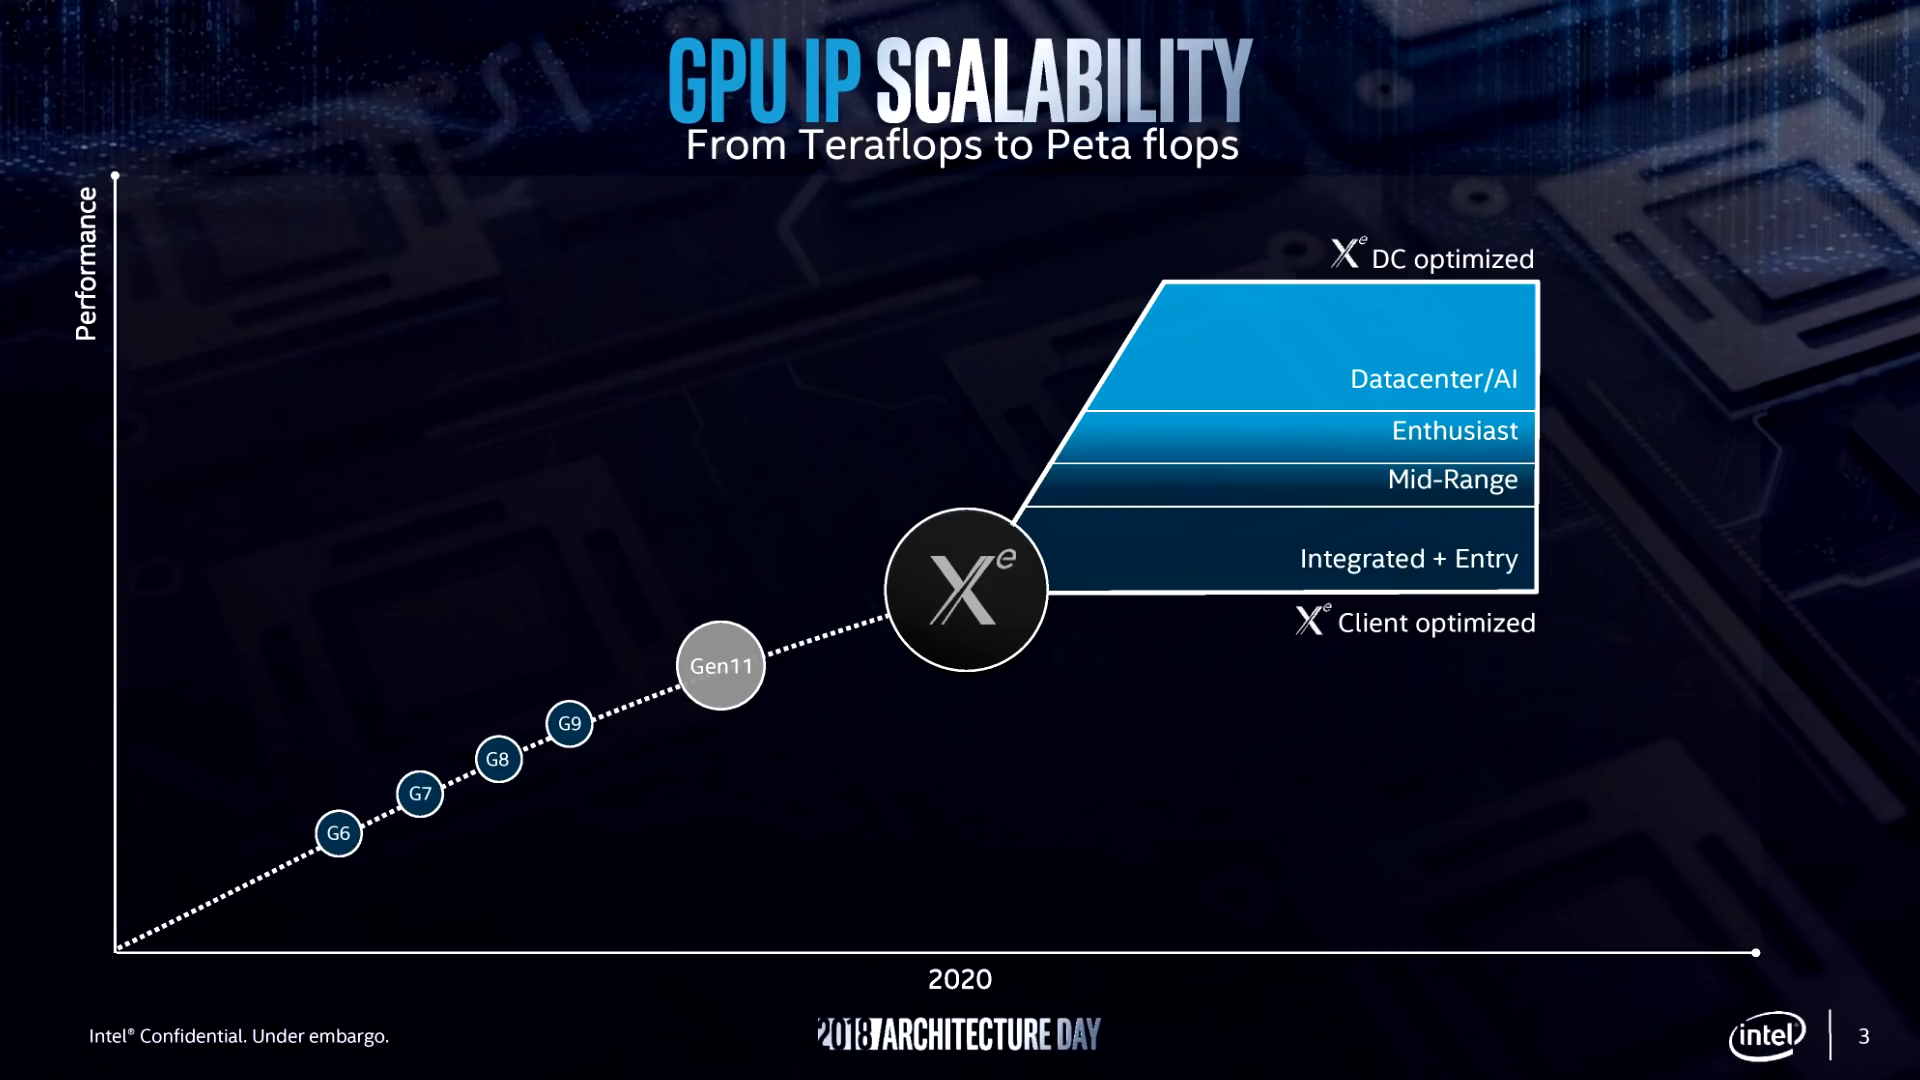 GPU IP SCALABILITY
From Teraflops to Peta flops
Performance
Xe DC optimized
Datacenter/AI
Enthusiast
Mid-Range
Integrated + Entry
Xe Client optimized
Xe
Gen11
G9
G8
G7
G6
2020
Intel® Confidential. Under embargo.
2018 ARCHITECTURE DAY
intel
3